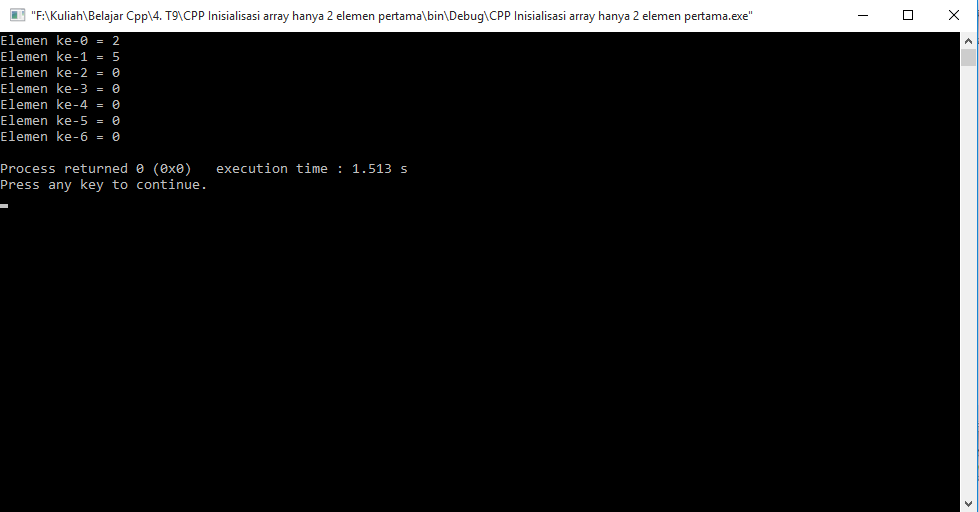 "F:\Kuliah\Belajar Cpp\4. T9\CPP Inisialisasi array hanya 2 elemen pertama\bin\Debug\CPP Inisialisasi array hanya 2 elemen pertama.exe"
Elemen ke-0 = 2
Elemen ke-1 = 5
Elemen ke-2 = 0
Elemen ke-3 = 0
Elemen ke-4 = 0
Elemen ke-5 = 0
Elemen ke-6 = 0
Process returned 0 (0x0)   execution time : 1.513 s
Press any key to continue.